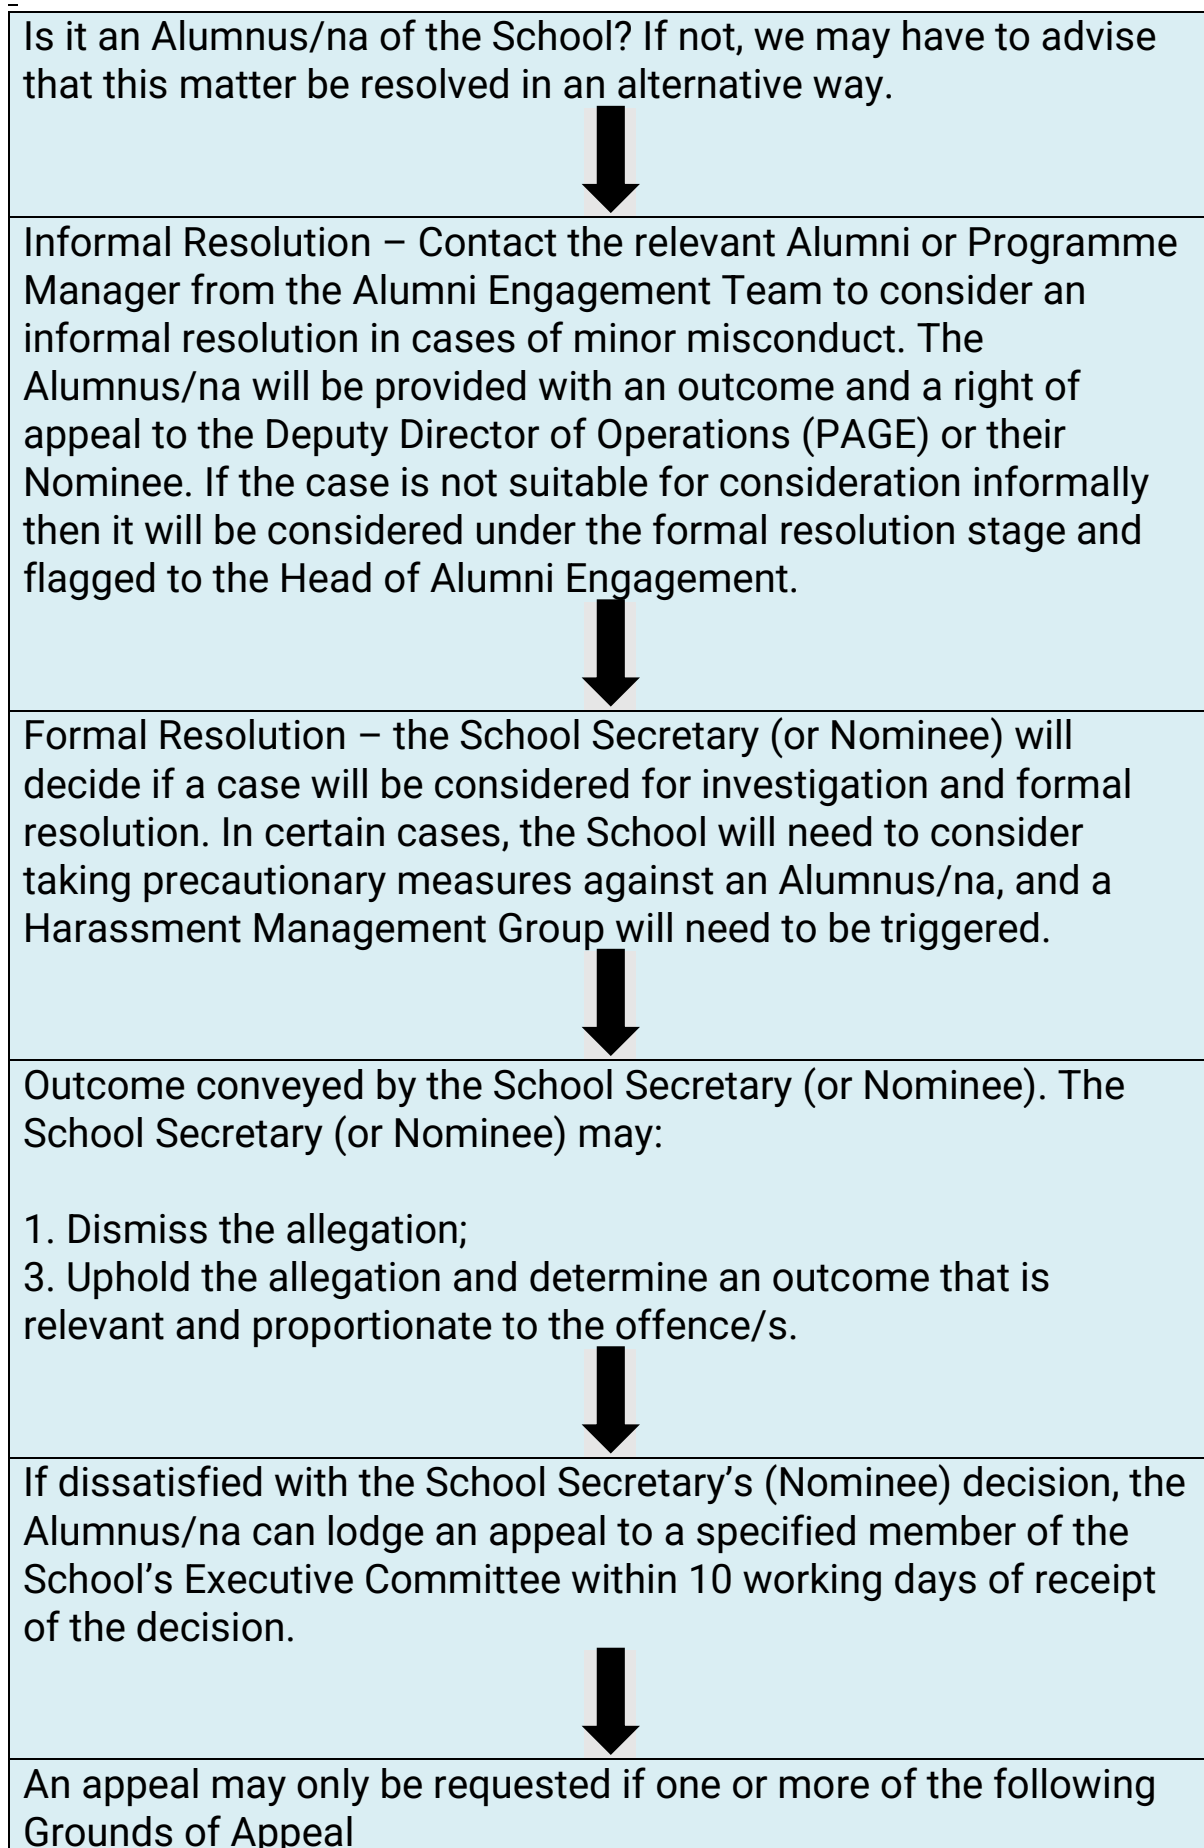 Is it an Alumnus/na of the School? If not, we may have to advise
that this matter be resolved in an alternative way.
Informal Resolution – Contact the relevant Alumni or Programme
Manager from the Alumni Engagement Team to consider an
informal resolution in cases of minor misconduct. The
Alumnus/na will be provided with an outcome and a right of
appeal to the Deputy Director of Operations (PAGE) or their
Nominee. If the case is not suitable for consideration informally
then it will be considered under the formal resolution stage and
flagged to the Head of Alumni Engagement.
Formal Resolution – the School Secretary (or Nominee) will
decide if a case will be considered for investigation and formal
resolution. In certain cases, the School will need to consider
taking precautionary measures against an Alumnus/na, and a
Harassment Management Group will need to be triggered.
Outcome conveyed by the School Secretary (or Nominee). The
School Secretary (or Nominee) may:
1. Dismiss the allegation;
3. Uphold the allegation and determine an outcome that is
relevant and proportionate to the offence/s.
If dissatisfied with the School Secretary’s (Nominee) decision, the
Alumnus/na can lodge an appeal to a specified member of the
School’s Executive Committee within 10 working days of receipt
of the decision.
An appeal may only be requested if one or more of the following
Grounds of Appeal